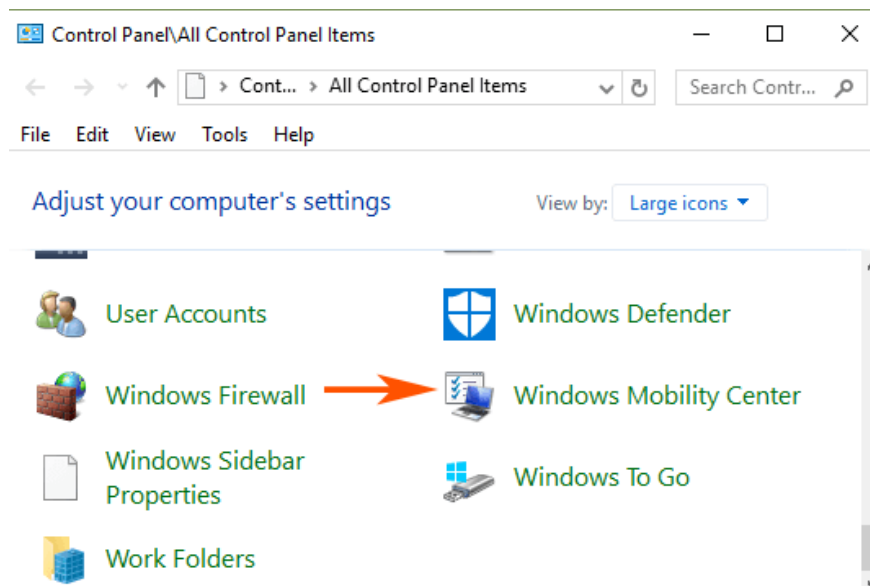 Control Panel\All Control Panel Items
Cont... > All Control Panel Items
Search Contr...
File Edit View Tools Help
Adjust your computer's settings
View by: Large icons
User Accounts
Windows Defender
Windows Firewall
Windows Mobility Center
Windows Sidebar
Properties
Windows To Go
Work Folders